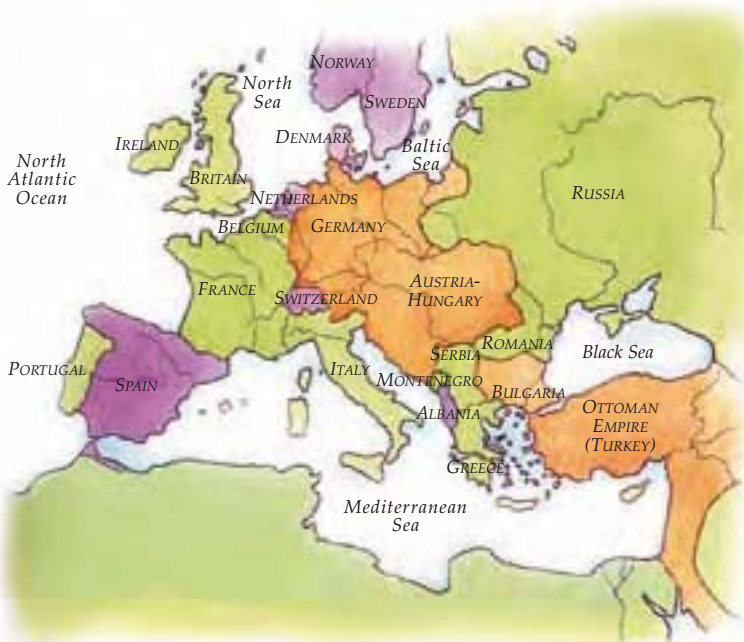 NORWAY
North
Sea
SWEDEN
DENMARK
IRELAND
Baltic
Sea
North
Atlantic
Ocean
BRITAIN
NETHERLANDS
RUSSIA
BELGIUM
GERMANY
FRANCE
SWITZERLAND
AUSTRIA-
HUNGARY
ROMANIA
SERBIA
Black Sea
PORTUGAL
SPAIN
ITALY
MONTENEGRO
BULGARIA
ALBANIA
OTTOMAN
EMPIRE
(TURKEY)
GREECE
Mediterranean
Sea